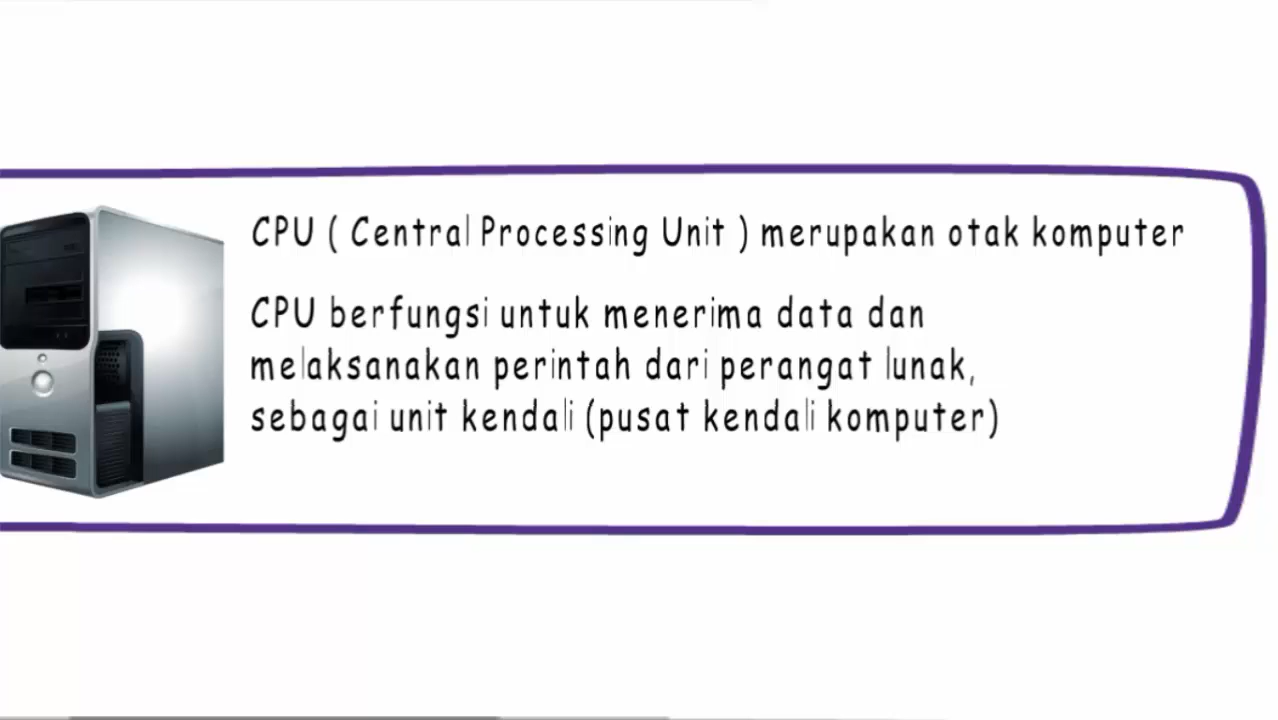 CPU ( Central Processing Unit ) merupakan otak komputer
CPU berfungsi untuk menerima data dan
melaksanakan perintah dari perangat lunak,
sebagai unit kendali (pusat kendali komputer)